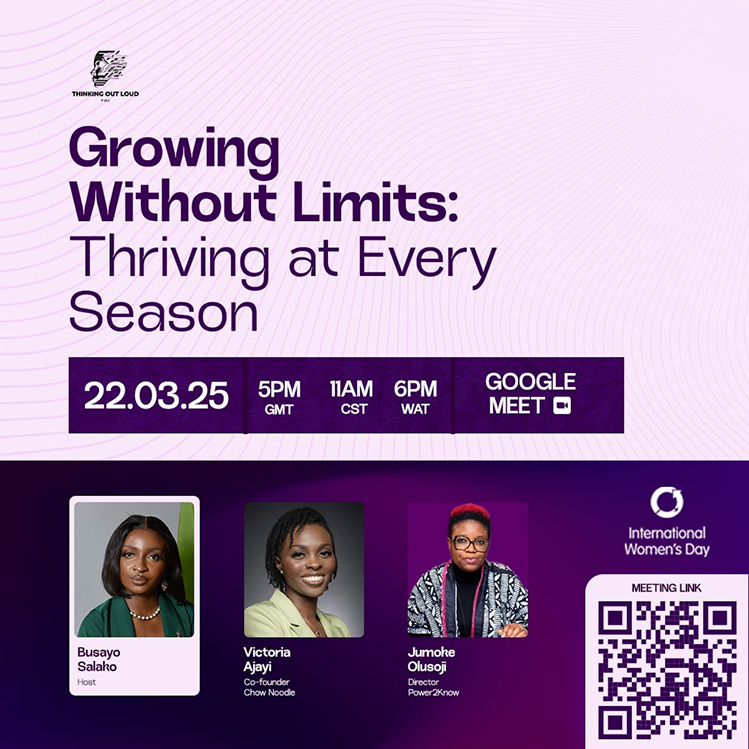 THINKING OUT LOUD
TOL
Growing
Without Limits:
Thriving at Every
Season
22.03.25
5PM
GMT
11AM
CST
6PM
WAT
GOOGLE
MEET
Busayo
Salako
Host
Victoria
Ajayi
Co-founder
Chow Noodle
Jumoke
Olusoji
Director
Power2Know
International
Women's Day
MEETING LINK